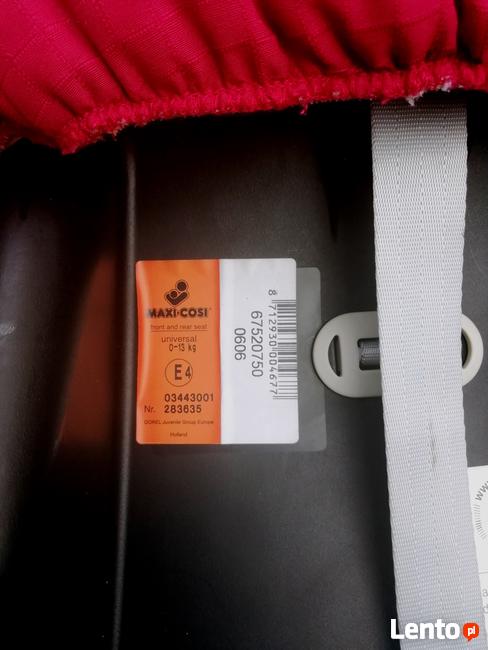 MAXI-COSI®
front and rear seat
universal
0-13 kg
E4
03443001
Nr. 283635
DOREL Juvenile Group Europe
Holland
67520750
0606
8 712930 004677
Lento pl